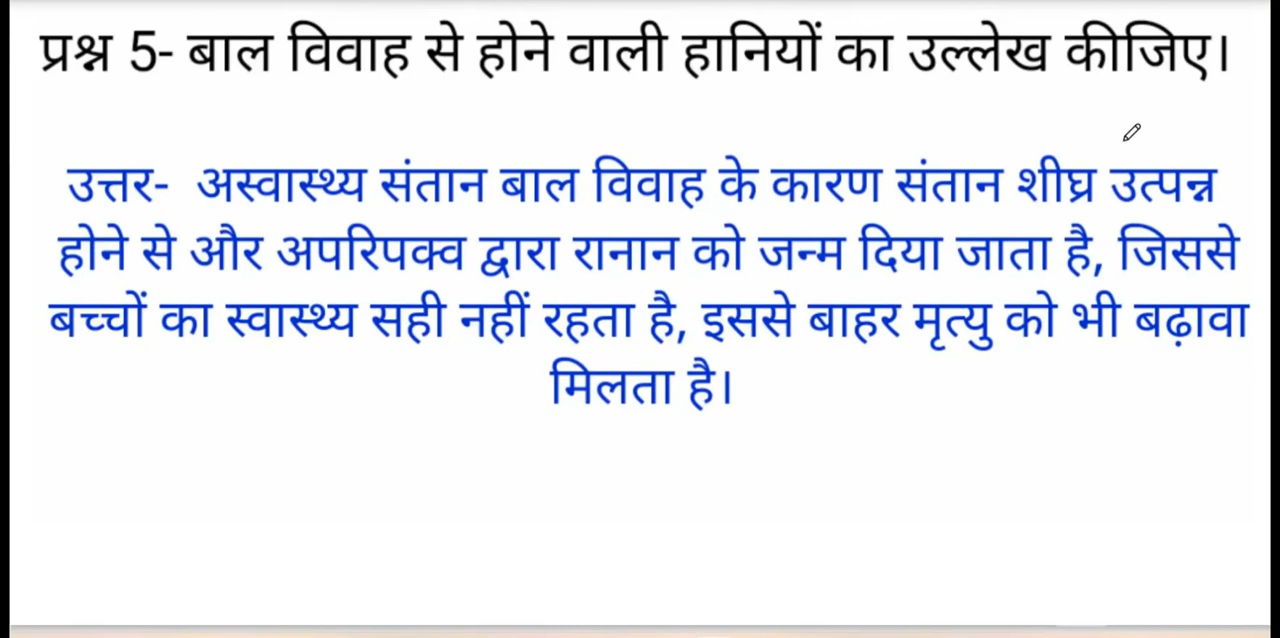 प्रश्न 5- बाल विवाह से होने वाली हानियों का उल्लेख कीजिए।
उत्तर- अस्वास्थ्य संतान बाल विवाह के कारण संतान शीघ्र उत्पन्न
होने से और अपरिपक्व द्वारा रानान को जन्म दिया जाता है, जिससे
बच्चों का स्वास्थ्य सही नहीं रहता है, इससे बाहर मृत्यु को भी बढ़ावा
मिलता है।